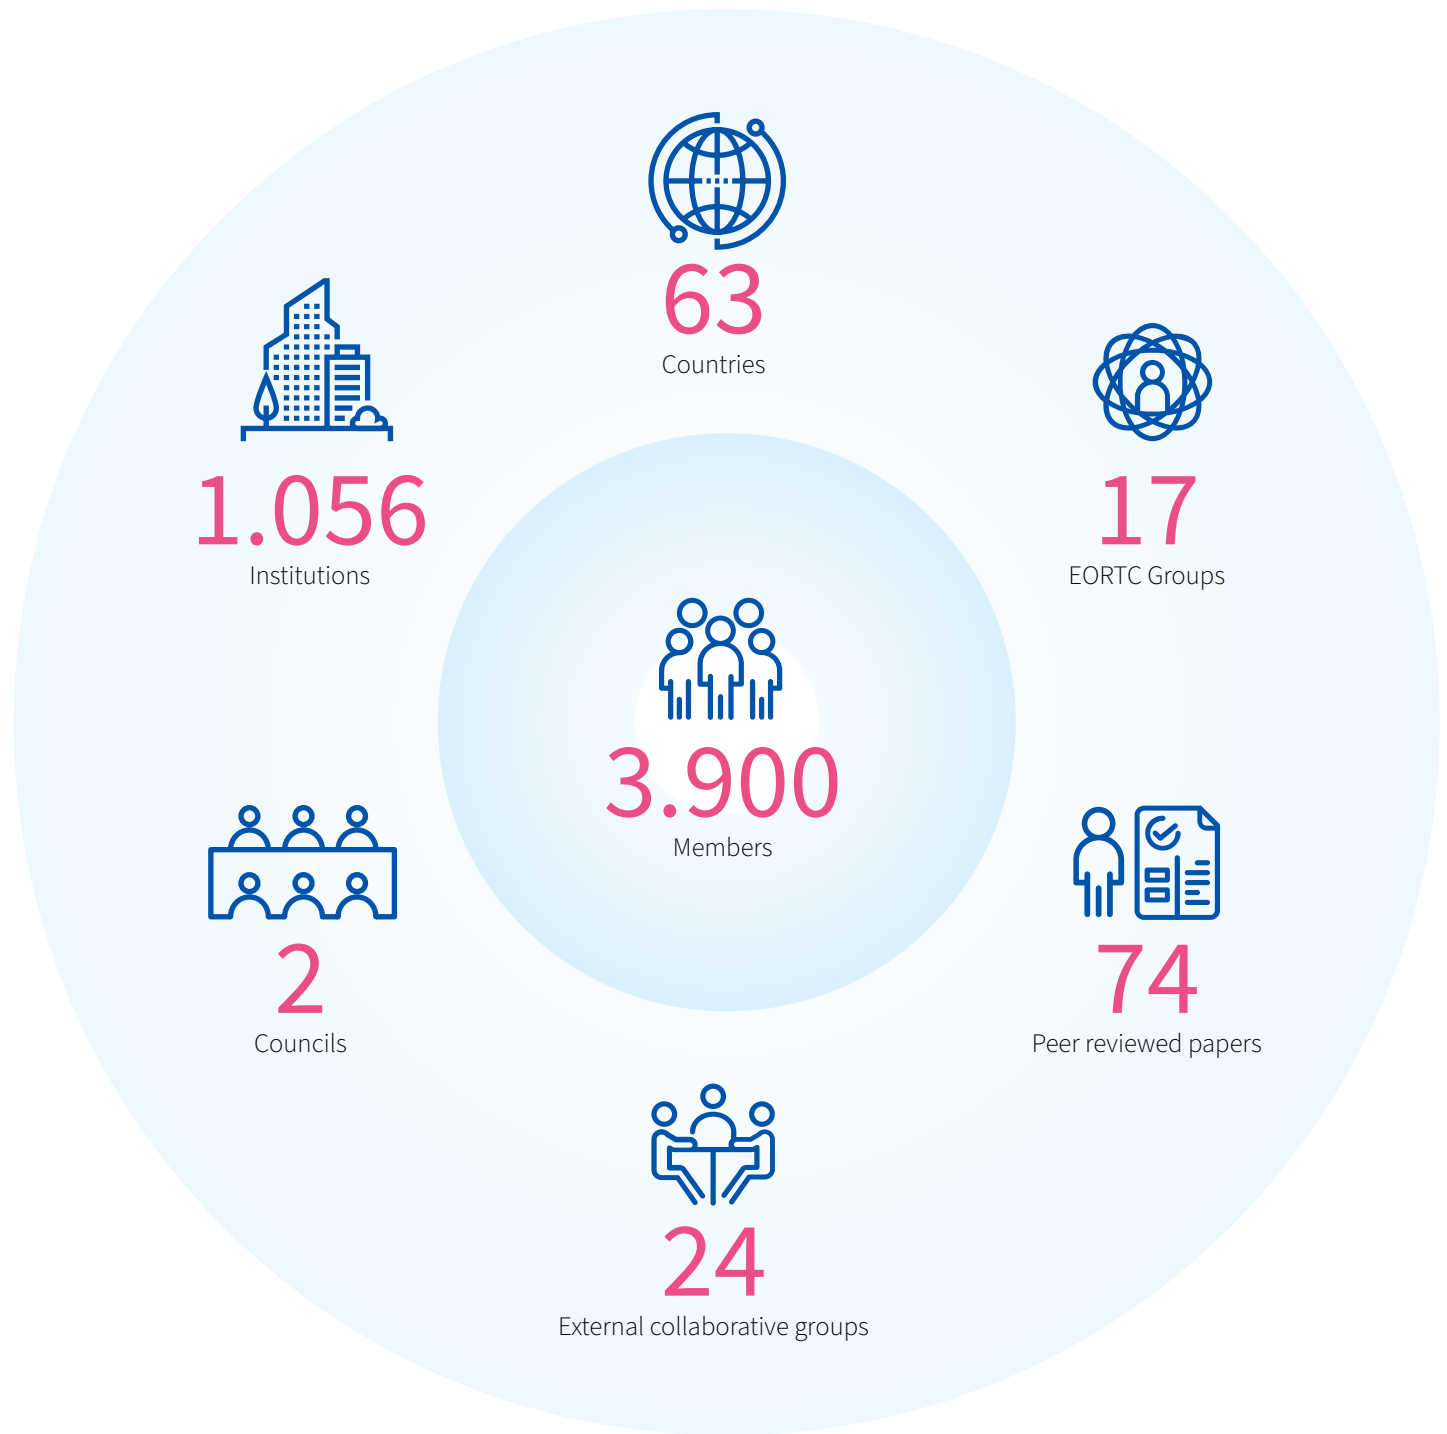 63
Countries
1.056
Institutions
17
EORTC Groups
3.900
Members
2
Councils
74
Peer reviewed papers
24
External collaborative groups